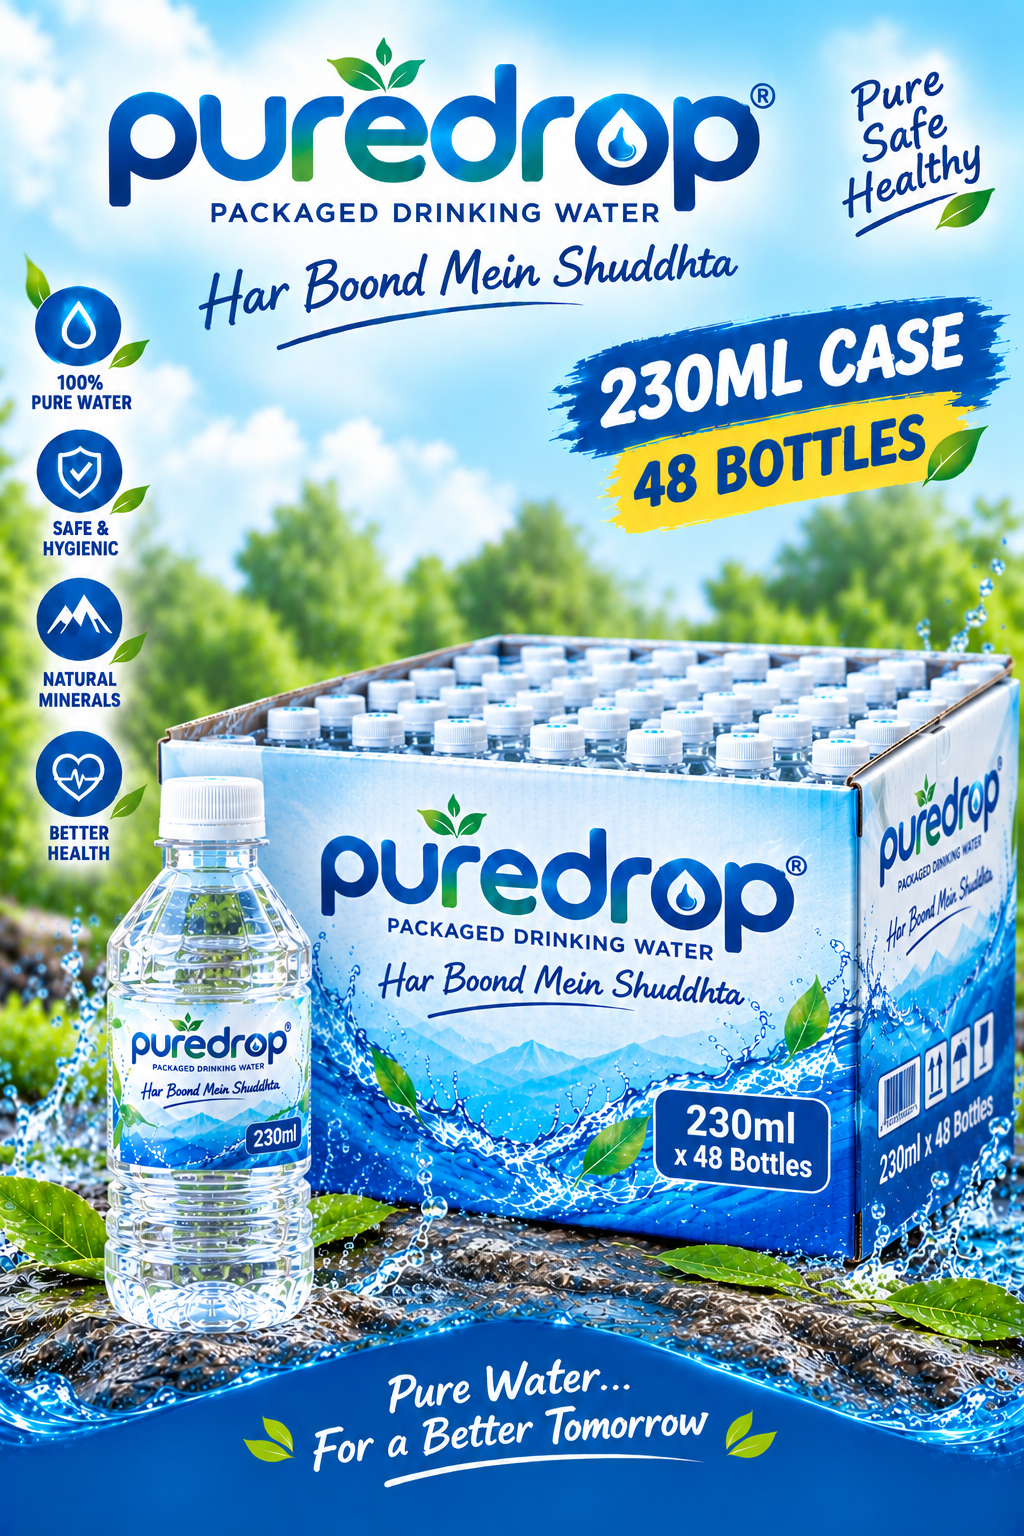 puredrop®
PACKAGED DRINKING WATER
Har Boond Mein Shuddhta
Pure
Safe
Healthy
230ML CASE
48 BOTTLES
100%
PURE WATER
SAFE &
HYGIENIC
NATURAL
MINERALS
BETTER
HEALTH
puredrop®
PACKAGED DRINKING WATER
Har Boond Mein Shuddhta
230ml
x 48 Bottles
puredrop®
PACKAGED DRINKING WATER
Har Boond Mein Shuddhta
230ml x 48 Bottles
puredrop®
PACKAGED DRINKING WATER
Har Boond Mein Shuddhta
230ml
Pure Water...
For a Better Tomorrow